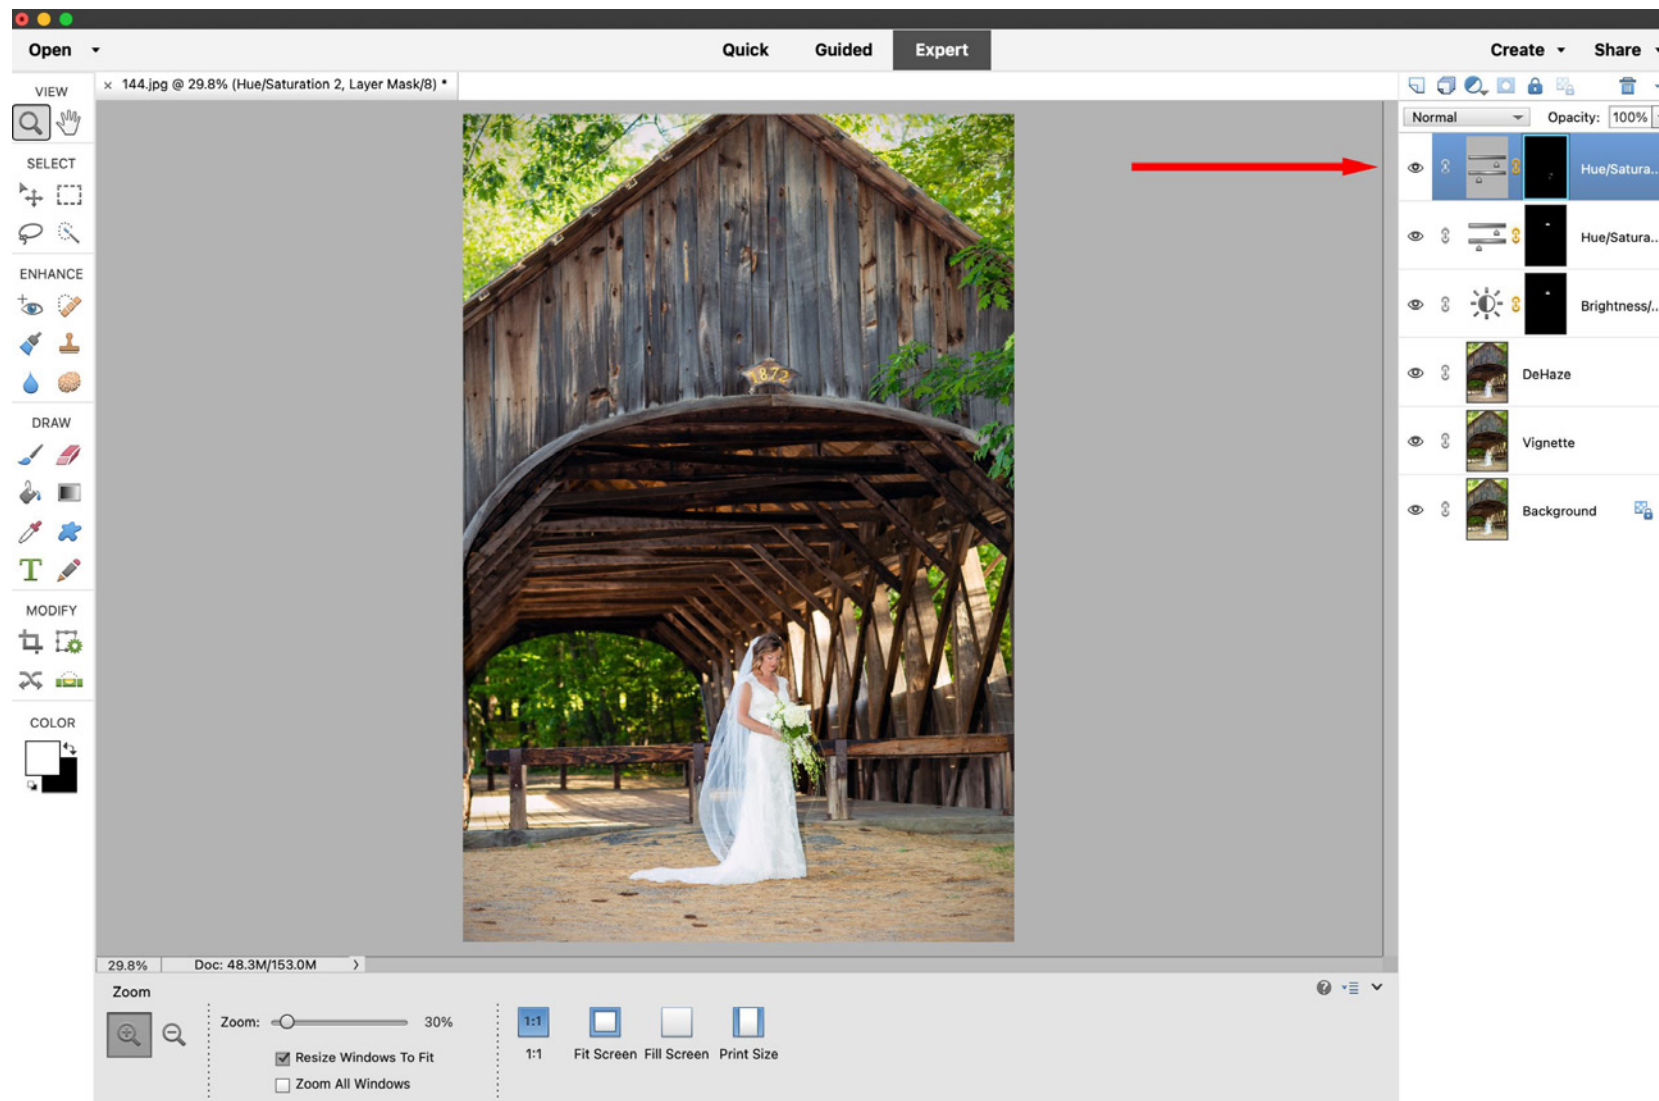 Open
Quick Guided Expert
Create Share
VIEW
× 144.jpg @ 29.8% (Hue/Saturation 2, Layer Mask/8) *
SELECT
ENHANCE
DRAW
T
MODIFY
COLOR
Normal Opacity: 100%
Hue/Satura...
Hue/Satura...
Brightness/...
DeHaze
Vignette
Background
1872
29.8% Doc: 48.3M/153.0M >
Zoom
Zoom: 30%
Resize Windows To Fit
Zoom All Windows
1:1
1:1 Fit Screen Fill Screen Print Size
?